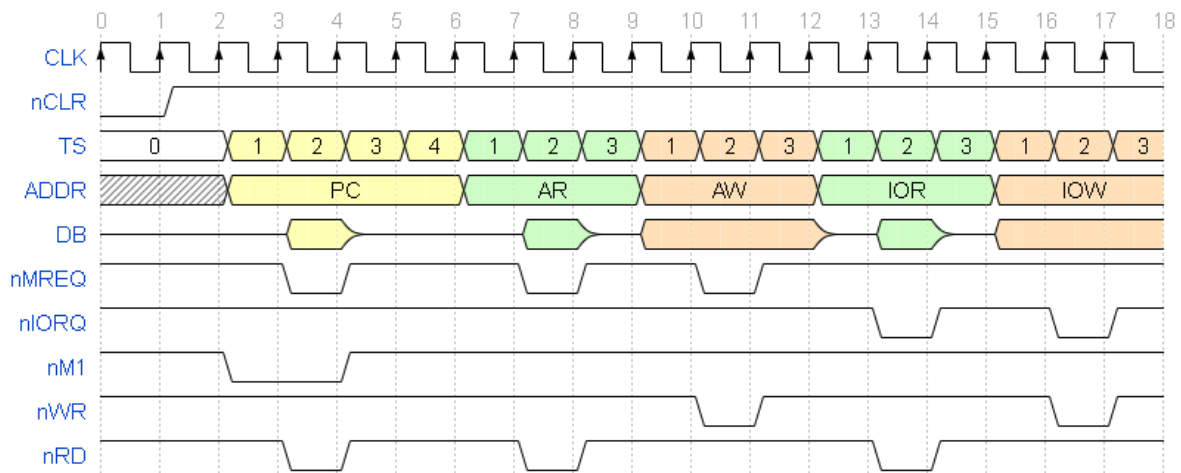 0 1 2 3 4 5 6 7 8 9 10 11 12 13 14 15 16 17 18
CLK
nCLR
TS 0 1 2 3 4 1 2 3 1 2 3 1 2 3 1 2 3
ADDR PC AR AW IOR IOW
DB
nMREQ
nIORQ
nM1
nWR
nRD